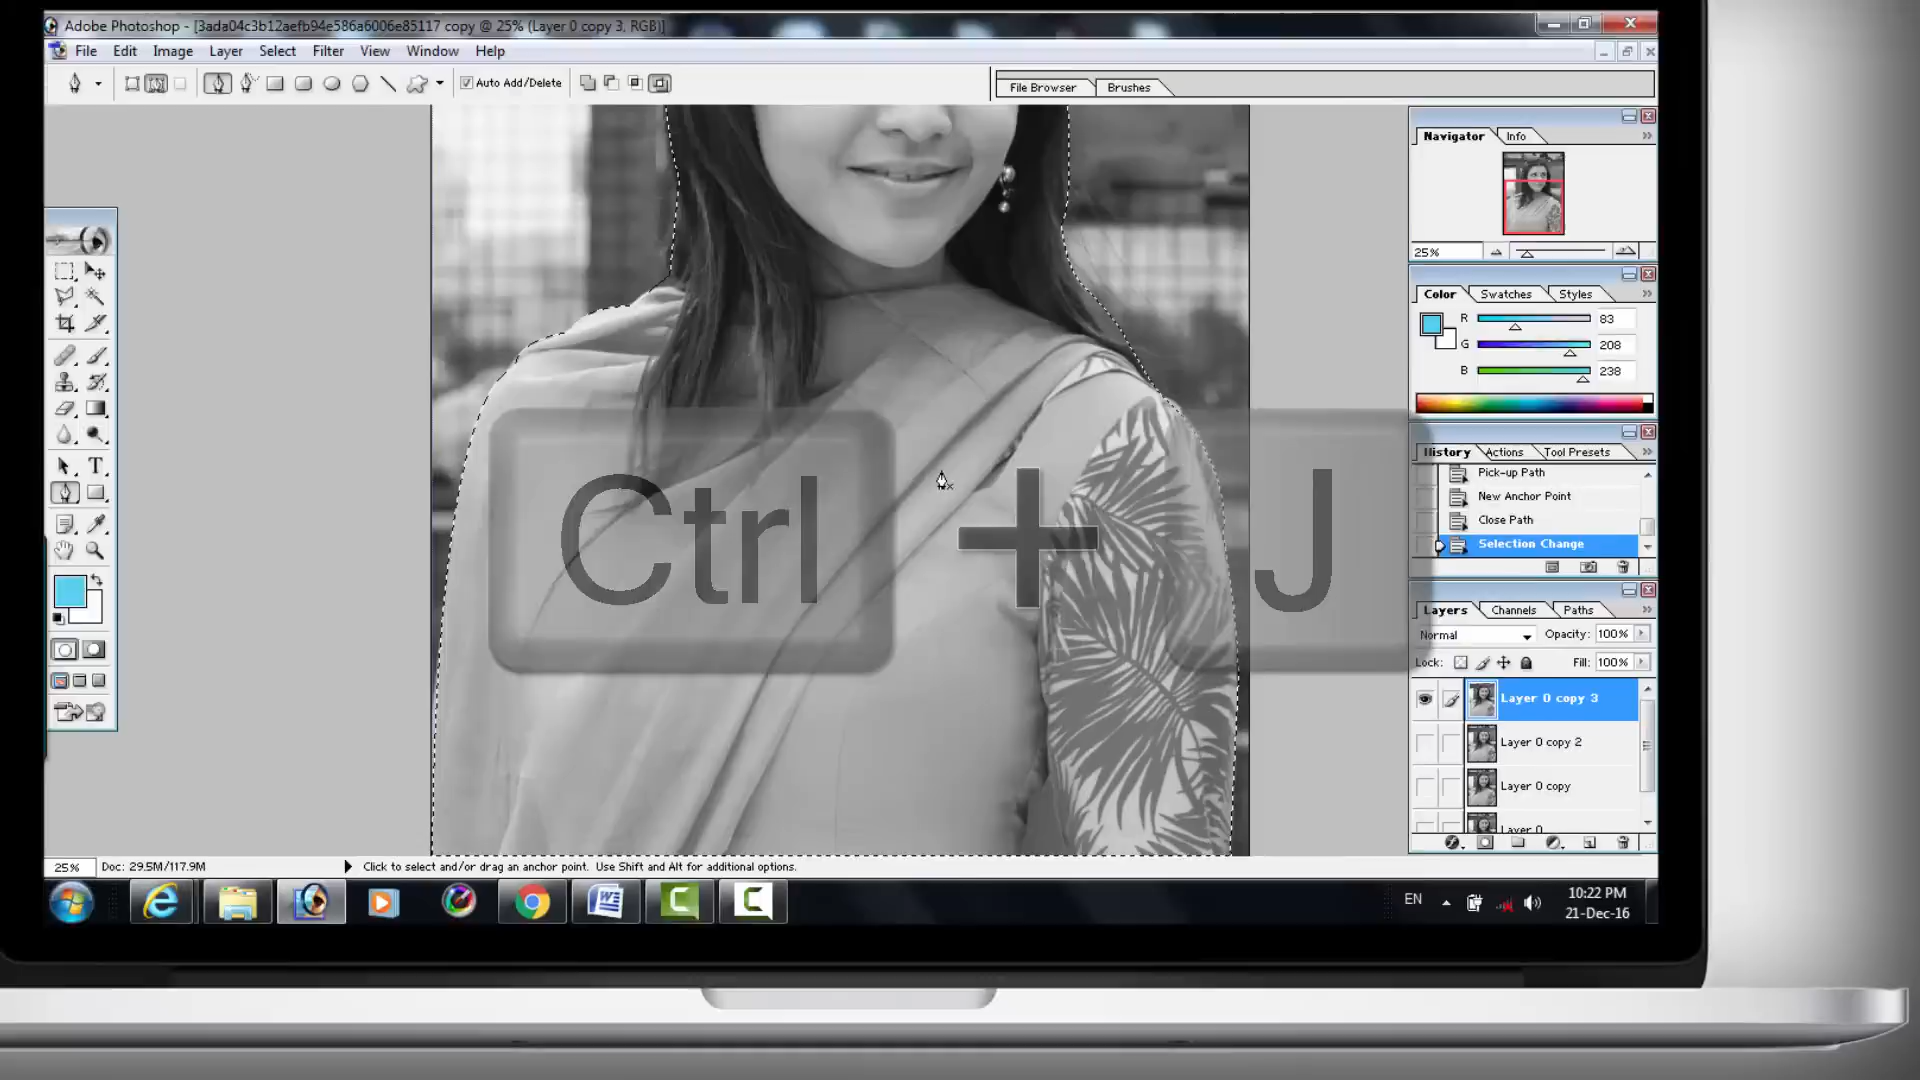 Adobe Photoshop - [3ada04c3b12aefb94e586a6006e85117 copy @ 25% (Layer 0 copy 3, RGB)]
File Edit Image Layer Select Filter View Window Help
Auto Add/Delete
File Browser Brushes
Navigator Info
25%
Color Swatches Styles
R 83
G 208
B 238
History Actions Tool Presets
Pick-up Path
New Anchor Point
Close Path
Selection Change
Ctrl + J
Layers Channels Paths
Normal Opacity: 100%
Lock: Fill: 100%
Layer 0 copy 3
Layer 0 copy 2
Layer 0 copy
Layer 0
T
25% Doc: 29.5M/117.9M Click to select and/or drag an anchor point. Use Shift and Alt for additional options.
EN 10:22 PM
21-Dec-16